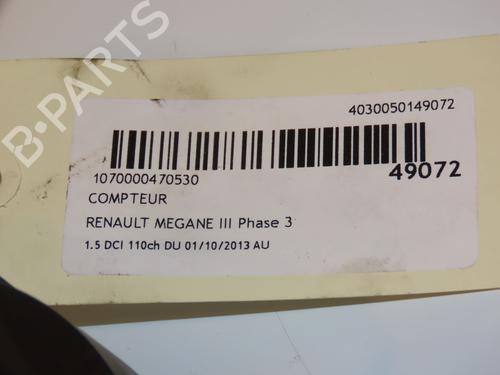 B-PARTS
4030050149072
1070000470530
49072
COMPTEUR
RENAULT MEGANE III Phase 3
1.5 DCI 110ch DU 01/10/2013 AU